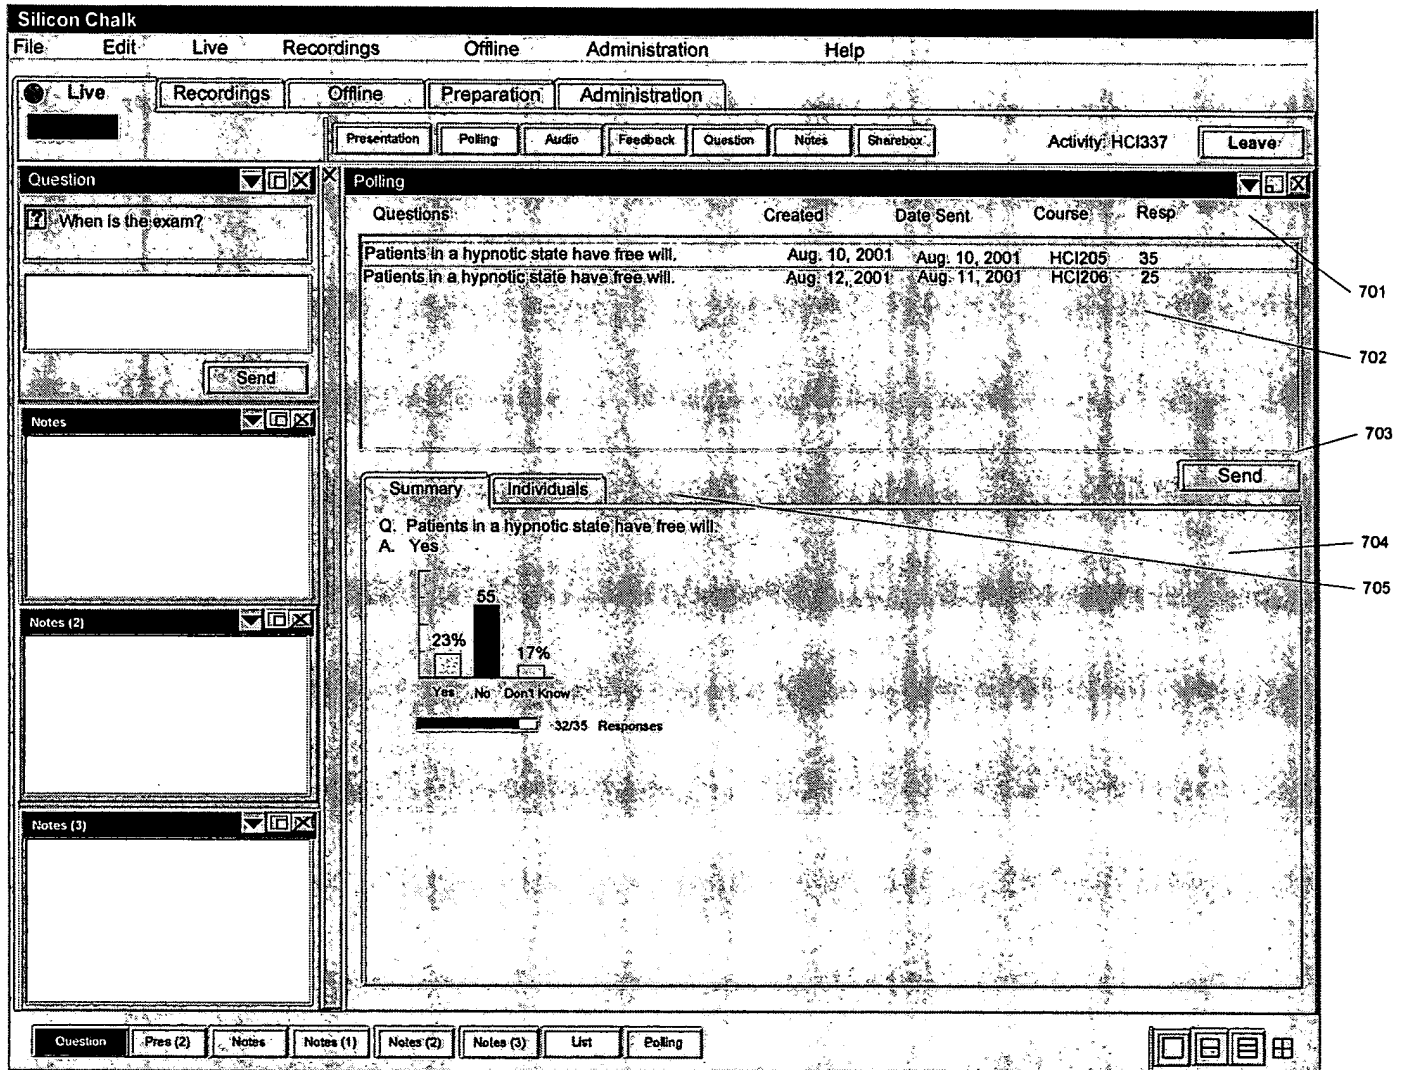 Silicon Chalk
File Edit Live Recordings Offline Administration Help
Live Recordings Offline Preparation Administration
Presentation Polling Audio Feedback Question Notes Sharebox Activity: HCI337 Leave
Question
? When is the exam?
Send
Notes
Notes (2)
Notes (3)
Polling
Questions Created Date Sent Course Resp
Patients in a hypnotic state have free will. Aug. 10, 2001 Aug. 10, 2001 HCI205 35
Patients in a hypnotic state have free will. Aug. 12, 2001 Aug. 11, 2001 HCI206 25
Send
Summary Individuals
Q. Patients in a hypnotic state have free will.
A. Yes
55
23%
17%
Yes No Don't Know
32/35 Responses
701
702
703
704
705
Question Pres (2) Notes Notes (1) Notes (2) Notes (3) List Polling